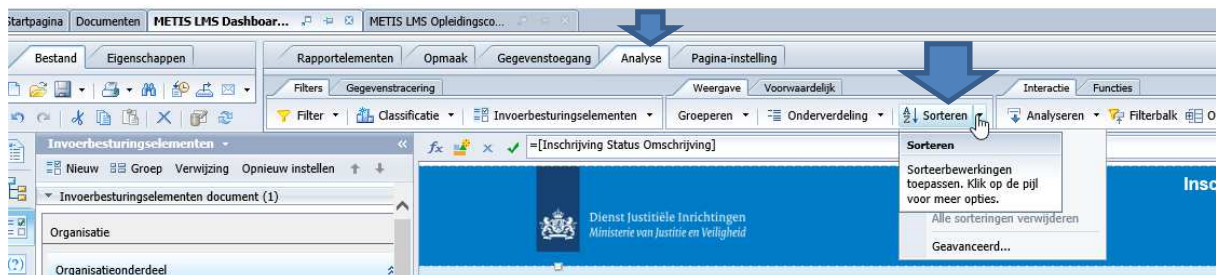 Startpagina Documenten METIS LMS Dashboar... METIS LMS Opleidingsco...
Bestand Eigenschappen Rapportelementen Opmaak Gegevenstoegang Analyse Pagina-instelling
Filters Gegevenstracering Weergave Voorwaardelijk Interactie Functies
Filter Classificatie Invoerbesturingselementen Groeperen Onderverdeling Sorteren Analyseren Filterbalk
Invoerbesturingselementen
=[Inschrijving Status Omschrijving]
Nieuw Groep Verwijzing Opnieuw instellen
Invoerbesturingselementen document (1)
Organisatie
Organisatieonderdeel
Dienst Justitiële Inrichtingen
Ministerie van Justitie en Veiligheid
Sorteren
Sorteerbewerkingen
toepassen. Klik op de pijl
voor meer opties.
Alle sorteringen verwijderen
Geavanceerd...
Insc